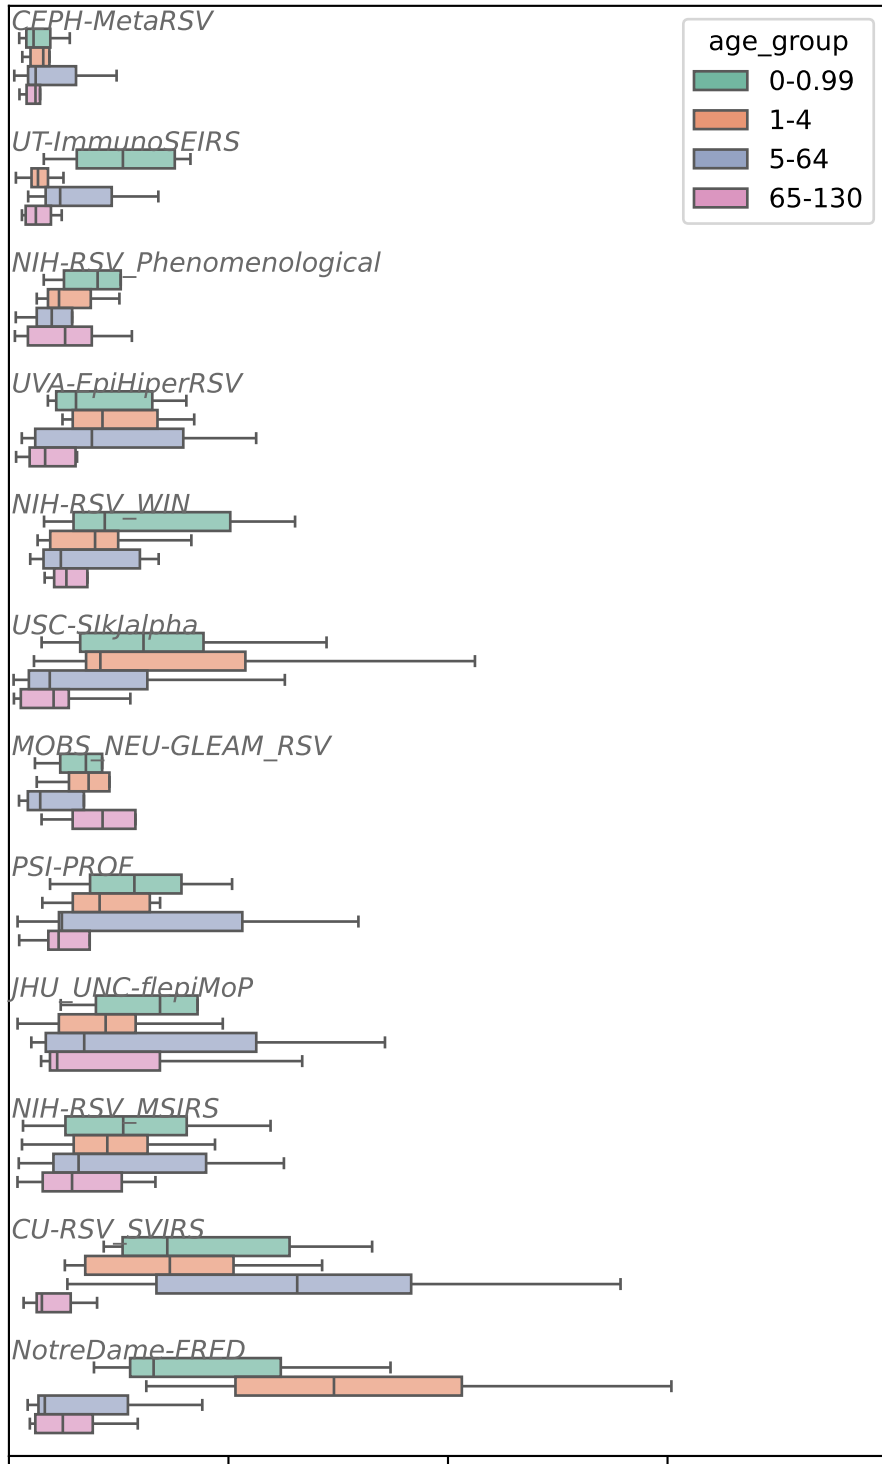 CEPH-MetaRSV
age_group
0-0.99
1-4
UT-ImmunoSEIRS
5-64
65-130
NIH-RSV_Phenomenological
UVA-EpiHiperRSV
NIH-RSV_WIN
USC-SIkJalpha
MOBS_NEU-GLEAM_RSV
PSI-PROF
JHU_UNC-flepiMoP
NIH-RSV_MSIRS
CU-RSV_SVIRS
NotreDame-FRED